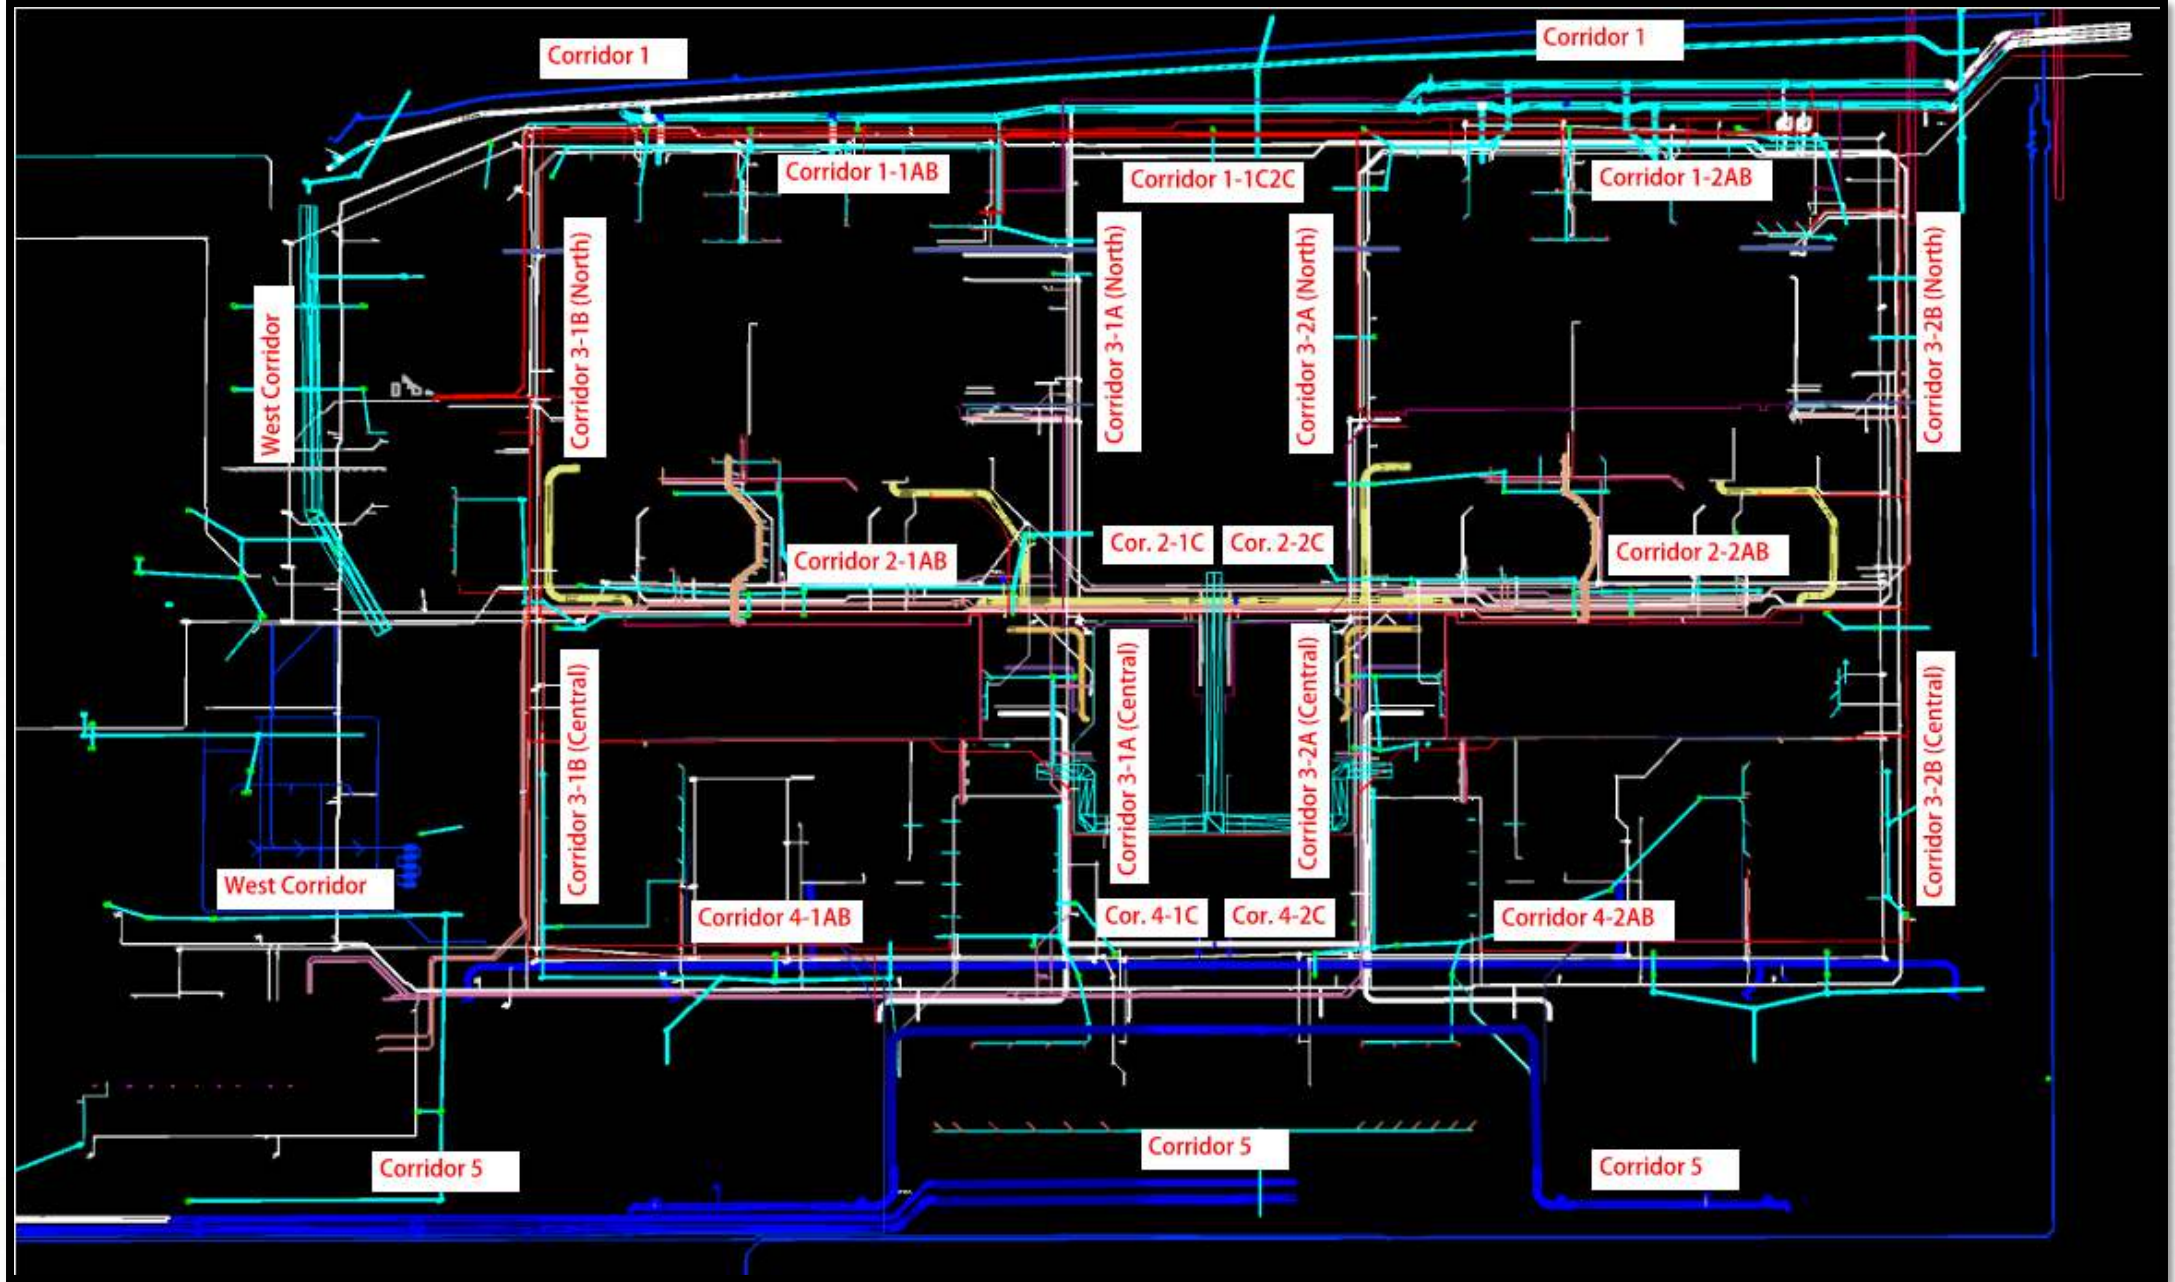 Corridor 1
Corridor 1
Corridor 1-1AB
Corridor 1-1C2C
Corridor 1-2AB
West Corridor
Corridor 3-1B (North)
Corridor 3-1A (North)
Corridor 3-2A (North)
Corridor 3-2B (North)
Corridor 2-1AB
Cor. 2-1C
Cor. 2-2C
Corridor 2-2AB
Corridor 3-1B (Central)
Corridor 3-1A (Central)
Corridor 3-2A (Central)
Corridor 3-2B (Central)
West Corridor
Corridor 4-1AB
Cor. 4-1C
Cor. 4-2C
Corridor 4-2AB
Corridor 5
Corridor 5
Corridor 5